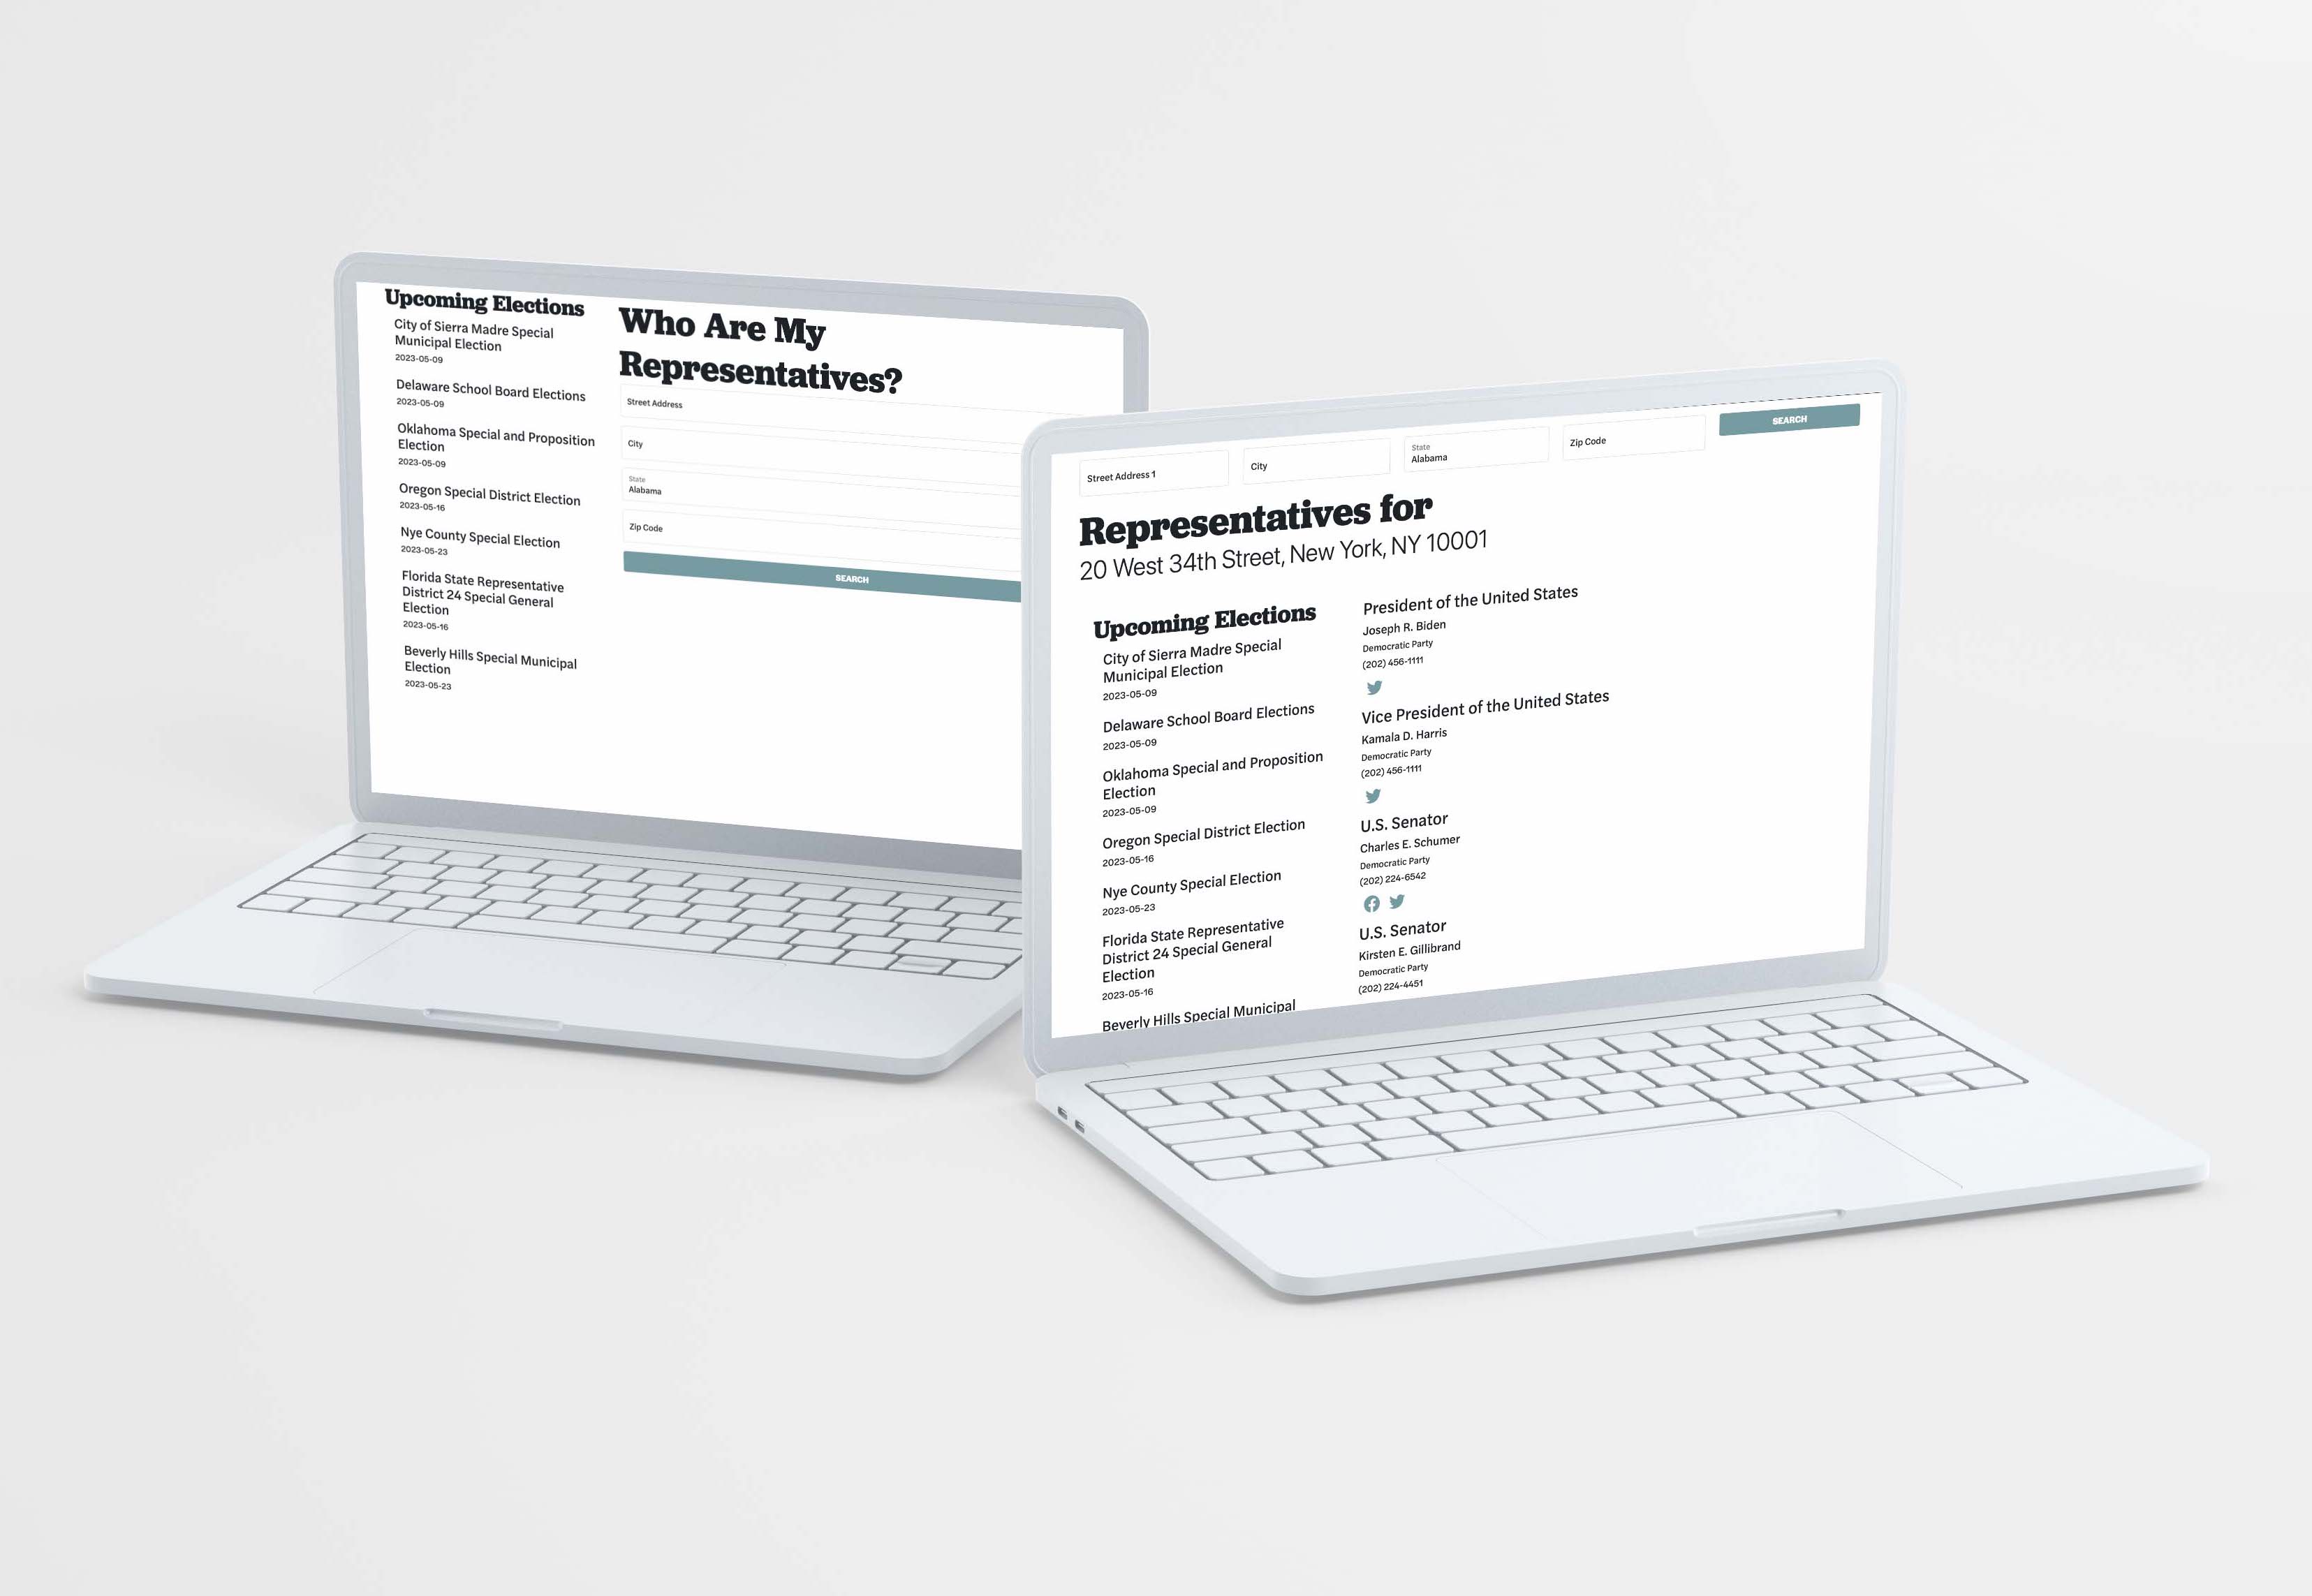 Upcoming Elections
City of Sierra Madre Special
Municipal Election
2023-05-09
Delaware School Board Elections
2023-05-09
Oklahoma Special and Proposition
Election
2023-05-09
Oregon Special District Election
2023-05-16
Nye County Special Election
2023-05-23
Florida State Representative
District 24 Special General
Election
2023-05-16
Beverly Hills Special Municipal
Election
2023-05-23
Who Are My
Representatives?
Street Address
City
State
Alabama
Zip Code
SEARCH
Street Address 1
City
State
Alabama
Zip Code
SEARCH
Representatives for
20 West 34th Street, New York, NY 10001
Upcoming Elections
City of Sierra Madre Special
Municipal Election
2023-05-09
Delaware School Board Elections
2023-05-09
Oklahoma Special and Proposition
Election
2023-05-09
Oregon Special District Election
2023-05-16
Nye County Special Election
2023-05-23
Florida State Representative
District 24 Special General
Election
2023-05-16
Beverly Hills Special Municipal
President of the United States
Joseph R. Biden
Democratic Party
(202) 456-1111
Vice President of the United States
Kamala D. Harris
Democratic Party
(202) 456-1111
U.S. Senator
Charles E. Schumer
Democratic Party
(202) 224-6542
U.S. Senator
Kirsten E. Gillibrand
Democratic Party
(202) 224-4451